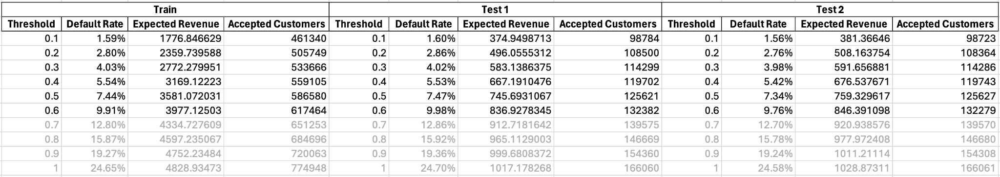 Train Test 1 Test 2
Threshold Default Rate Expected Revenue Accepted Customers Threshold Default Rate Expected Revenue Accepted Customers Threshold Default Rate Expected Revenue Accepted Customers
0.1 1.59% 1776.846629 461340 0.1 1.60% 374.9498713 98784 0.1 1.56% 381.36646 98723
0.2 2.80% 2359.739588 505749 0.2 2.86% 496.0555312 108500 0.2 2.76% 508.163754 108364
0.3 4.03% 2772.279951 533666 0.3 4.02% 583.1386375 114299 0.3 3.98% 591.656881 114286
0.4 5.54% 3169.12223 559105 0.4 5.53% 667.1910476 119702 0.4 5.42% 676.537671 119743
0.5 7.44% 3581.072031 586580 0.5 7.47% 745.6931067 125621 0.5 7.34% 759.329617 125627
0.6 9.91% 3977.12503 617464 0.6 9.98% 836.9278345 132382 0.6 9.76% 846.391098 132279
0.7 12.80% 4334.727609 651253 0.7 12.86% 912.7181642 139575 0.7 12.70% 920.938576 139570
0.8 15.87% 4597.235067 684696 0.8 15.92% 965.1129003 146669 0.8 15.78% 977.972408 146680
0.9 19.27% 4752.23484 720063 0.9 19.36% 999.6808372 154360 0.9 19.24% 1011.21114 154308
1 24.65% 4828.93473 774948 1 24.70% 1017.178268 166060 1 24.58% 1028.87311 166061